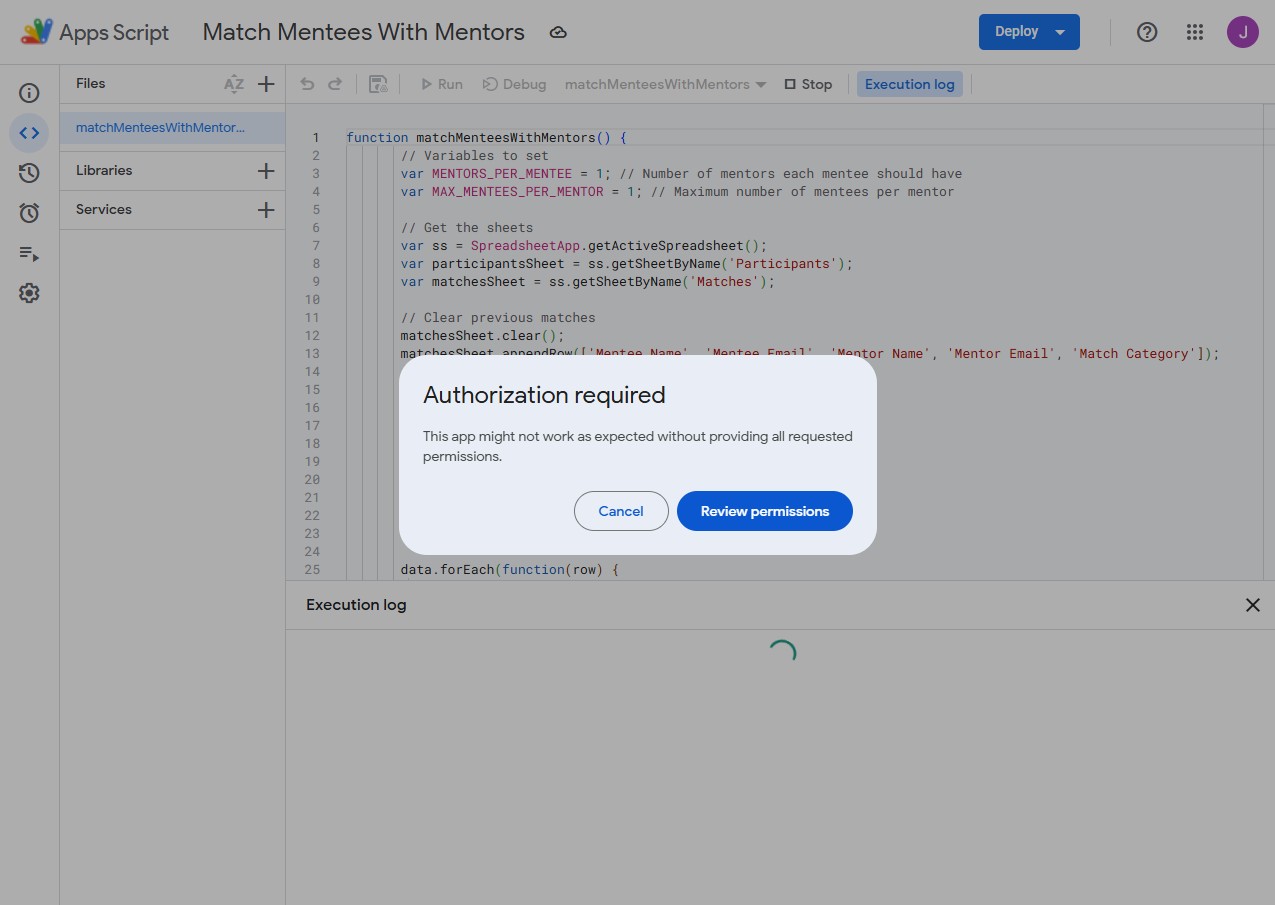 Apps Script
Match Mentees With Mentors
Deploy
J
Files
AZ
Run
Debug
matchMenteesWithMentors
Stop
Execution log
matchMenteesWithMentor...
Libraries
Services
1 function matchMenteesWithMentors() {
2 // Variables to set
3 var MENTORS_PER_MENTEE = 1; // Number of mentors each mentee should have
4 var MAX_MENTEES_PER_MENTOR = 1; // Maximum number of mentees per mentor
5
6 // Get the sheets
7 var ss = SpreadsheetApp.getActiveSpreadsheet();
8 var participantsSheet = ss.getSheetByName('Participants');
9 var matchesSheet = ss.getSheetByName('Matches');
10
11 // Clear previous matches
12 matchesSheet.clear();
13 matchesSheet.appendRow(['Mentee Name', 'Mentee Email', 'Mentor Name', 'Mentor Email', 'Match Category']);
14
15
16
17
18
19
20
21
22
23
24
25 data.forEach(function(row) {
Authorization required
This app might not work as expected without providing all requested
permissions.
Cancel
Review permissions
Execution log